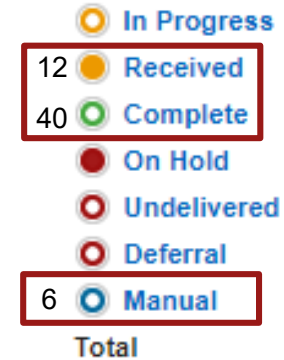 In Progress
12 Received
40 Complete
On Hold
Undelivered
Deferral
6 Manual
Total